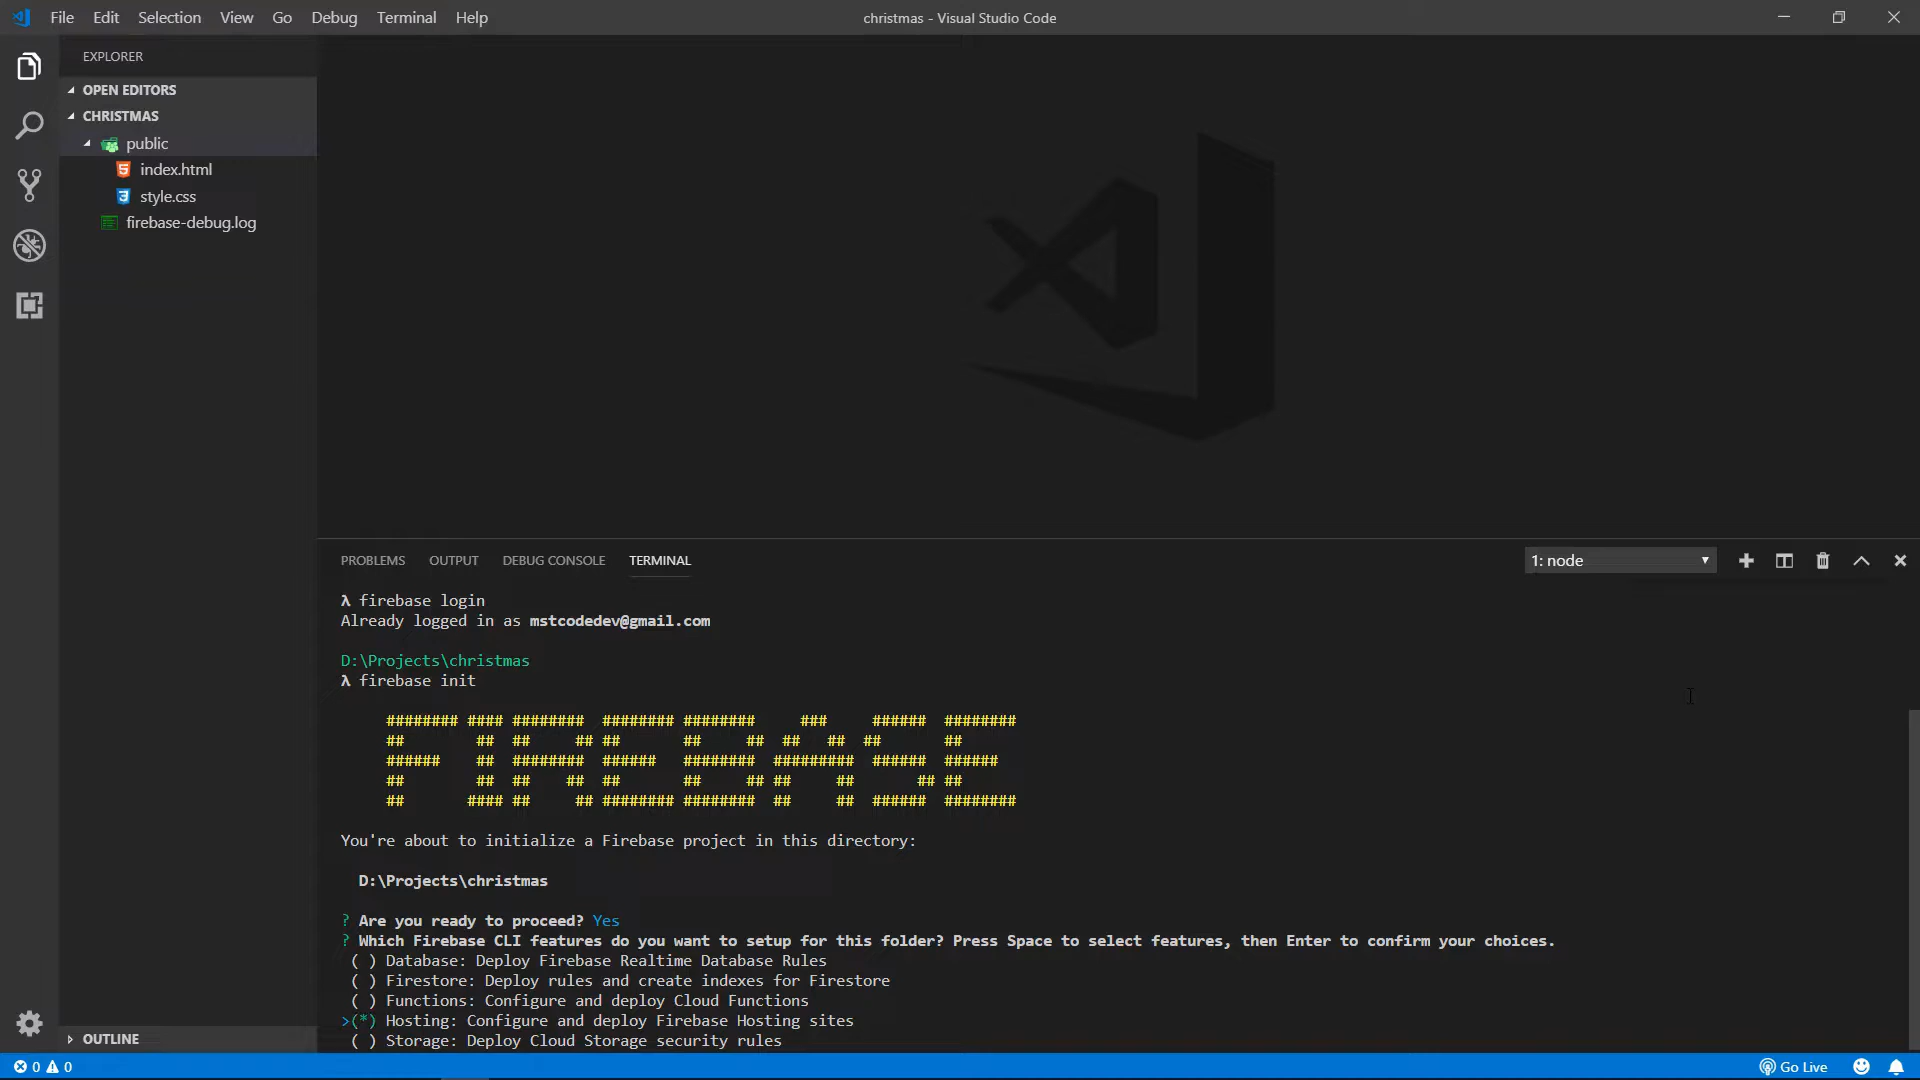 File Edit Selection View Go Debug Terminal Help
christmas - Visual Studio Code
EXPLORER
OPEN EDITORS
CHRISTMAS
public
index.html
style.css
firebase-debug.log
OUTLINE
PROBLEMS OUTPUT DEBUG CONSOLE TERMINAL
1: node
λ firebase login
Already logged in as mstcodedev@gmail.com
D:\Projects\christmas
λ firebase init
######## #### ######## ######## ########     ###     ######  ########
##        ##  ##     ## ##       ##     ##  ##   ##  ##       ##
######    ##  ######## ######   ######## ######### ###### ######
##        ##  ##    ##  ##       ##     ## ##     ##       ## ##
##       #### ##     ## ######## ######## ##     ##  ######  ########
You're about to initialize a Firebase project in this directory:
D:\Projects\christmas
? Are you ready to proceed? Yes
? Which Firebase CLI features do you want to setup for this folder? Press Space to select features, then Enter to confirm your choices.
( ) Database: Deploy Firebase Realtime Database Rules
( ) Firestore: Deploy rules and create indexes for Firestore
( ) Functions: Configure and deploy Cloud Functions
>(*) Hosting: Configure and deploy Firebase Hosting sites
( ) Storage: Deploy Cloud Storage security rules
0 0
Go Live